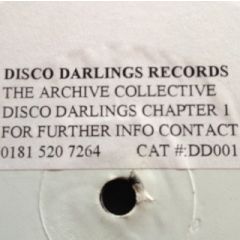 DISCO DARLINGS RECORDS
THE ARCHIVE COLLECTIVE
DISCO DARLINGS CHAPTER 1
FOR FURTHER INFO CONTACT
0181 520 7264 CAT #:DD001